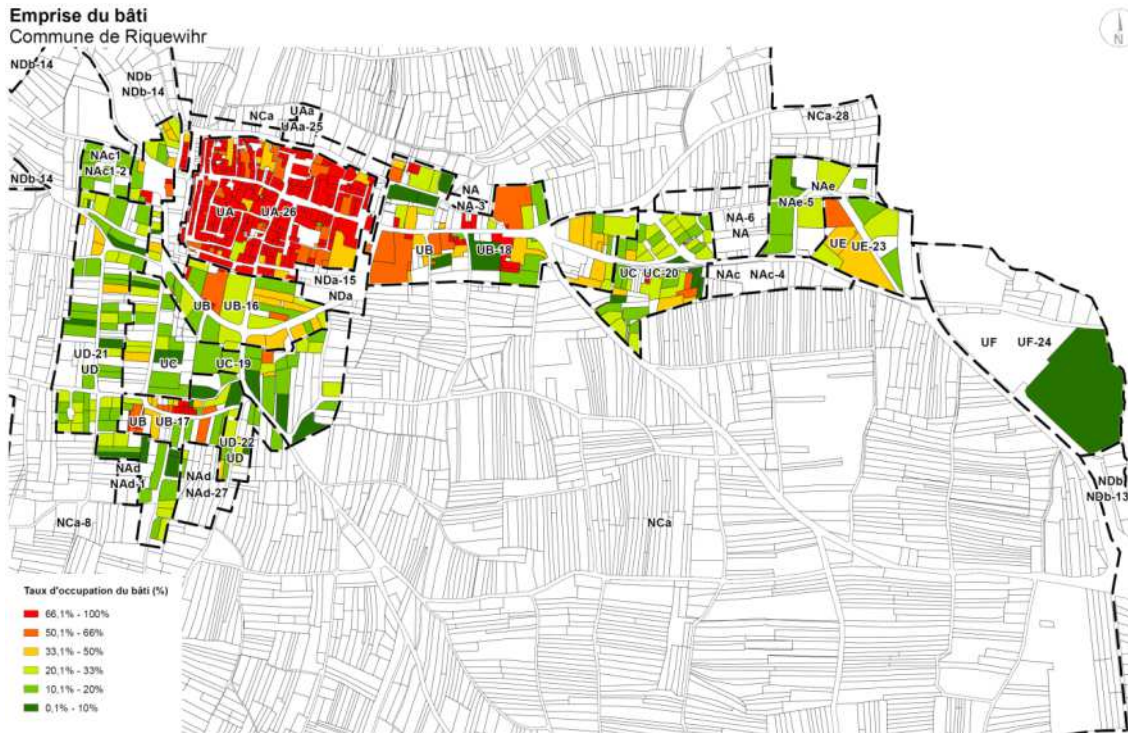 Emprise du bâti
Commune de Riquewihr
N
NDb-14
NDb
NDb-14
NCa
UAa
UAa-25
NCa-28
NAc1
NAc1-2
NDb-14
NA
NA-3
NAe
NAe-5
UA
UA-26
NA-6
NA
UB
UB-18
UE
UE-23
NDa-15
NDa
UC
UC-20
NAc
NAc-4
UB
UB-16
UF
UF-24
UD-21
UD
UC
UC-19
UB
UB-17
UD-22
UD
NAd
NAd-1
NAd
NAd-27
NDb
NDb-13
NCa-8
NCa
Taux d'occupation du bâti (%)
66,1% - 100%
50,1% - 66%
33,1% - 50%
20,1% - 33%
10,1% - 20%
0,1% - 10%